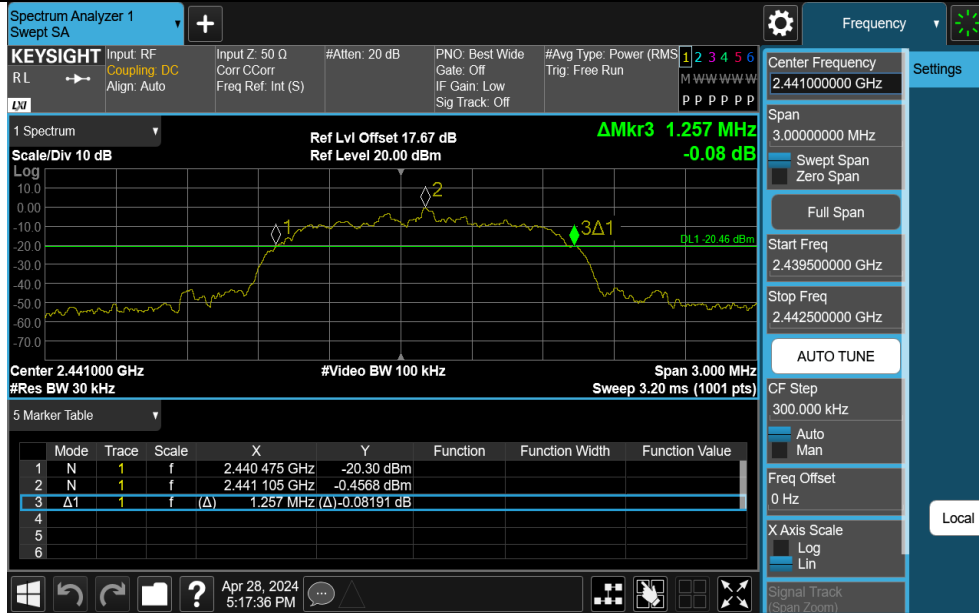 Spectrum Analyzer 1
Swept SA
▼
+
Frequency ▼
KEYSIGHT
RL
LXI
Input: RF
Coupling: DC
Align: Auto
Input Z: 50 Ω
Corr CCorr
Freq Ref: Int (S)
#Atten: 20 dB
PNO: Best Wide
Gate: Off
IF Gain: Low
Sig Track: Off
#Avg Type: Power (RMS
Trig: Free Run
1 2 3 4 5 6
M W W W W W
P P P P P P
1 Spectrum ▼
Scale/Div 10 dB
Log
Ref Lvl Offset 17.67 dB
Ref Level 20.00 dBm
ΔMkr3 1.257 MHz
-0.08 dB
10.0
0.00
-10.0
-20.0
-30.0
-40.0
-50.0
-60.0
-70.0
1
2
3Δ1
DL1 -20.46 dBm
Center 2.441000 GHz
#Video BW 100 kHz
Span 3.000 MHz
#Res BW 30 kHz
Sweep 3.20 ms (1001 pts)
5 Marker Table ▼
Mode Trace Scale X Y Function Function Width Function Value
1 N 1 f 2.440 475 GHz -20.30 dBm
2 N 1 f 2.441 105 GHz -0.4568 dBm
3 Δ1 1 f (Δ) 1.257 MHz (Δ) -0.08191 dB
4
5
6
?
Apr 28, 2024
5:17:36 PM
Center Frequency
2.441000000 GHz
Span
3.00000000 MHz
Swept Span
Zero Span
Full Span
Start Freq
2.439500000 GHz
Stop Freq
2.442500000 GHz
AUTO TUNE
CF Step
300.000 kHz
Auto
Man
Freq Offset
0 Hz
X Axis Scale
Log
Lin
Signal Track
(Span Zoom)
Settings
Local